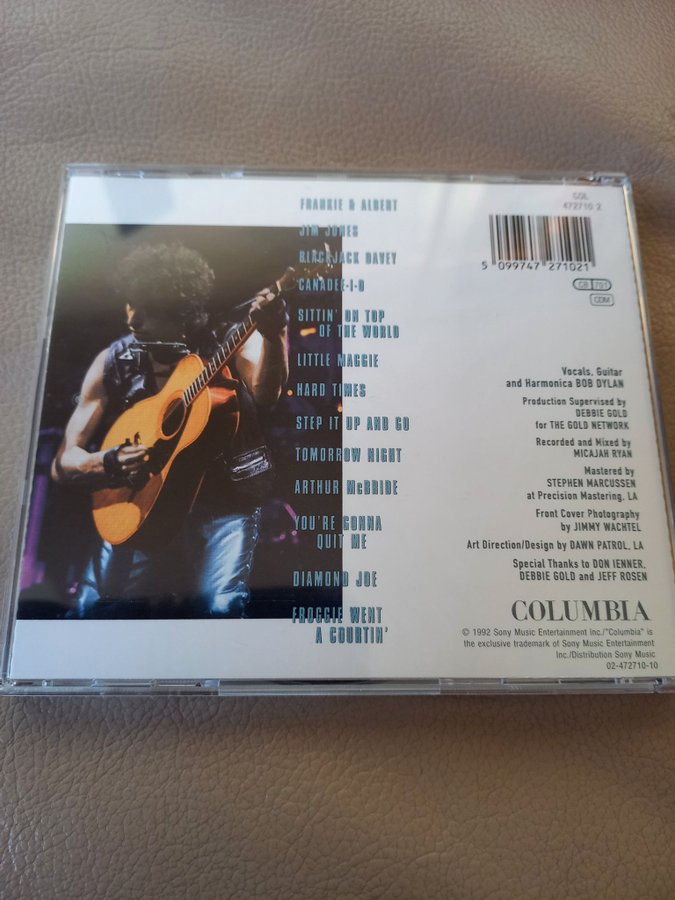 FRANKIE & ALBERT
JIM JONES
BLACKJACK DAVEY
CANADEE-I-O
SITTIN' ON TOP
OF THE WORLD
LITTLE MAGGIE
HARD TIMES
STEP IT UP AND GO
TOMORROW NIGHT
ARTHUR McBRIDE
YOU'RE GONNA
QUIT ME
DIAMOND JOE
FROGGIE WENT
A COURTIN'
COL
472710 2
5 099747 271021
CB 791
CDM
Vocals, Guitar
and Harmonica BOB DYLAN
Production Supervised by
DEBBIE GOLD
for THE GOLD NETWORK
Recorded and Mixed by
MICAJAH RYAN
Mastered by
STEPHEN MARCUSSEN
at Precision Mastering, LA
Front Cover Photography
by JIMMY WACHTEL
Art Direction/Design by DAWN PATROL, LA
Special Thanks to DON IENNER,
DEBBIE GOLD and JEFF ROSEN
COLUMBIA
© 1992 Sony Music Entertainment Inc./"Columbia" is
the exclusive trademark of Sony Music Entertainment
Inc./Distribution Sony Music
02-472710-10